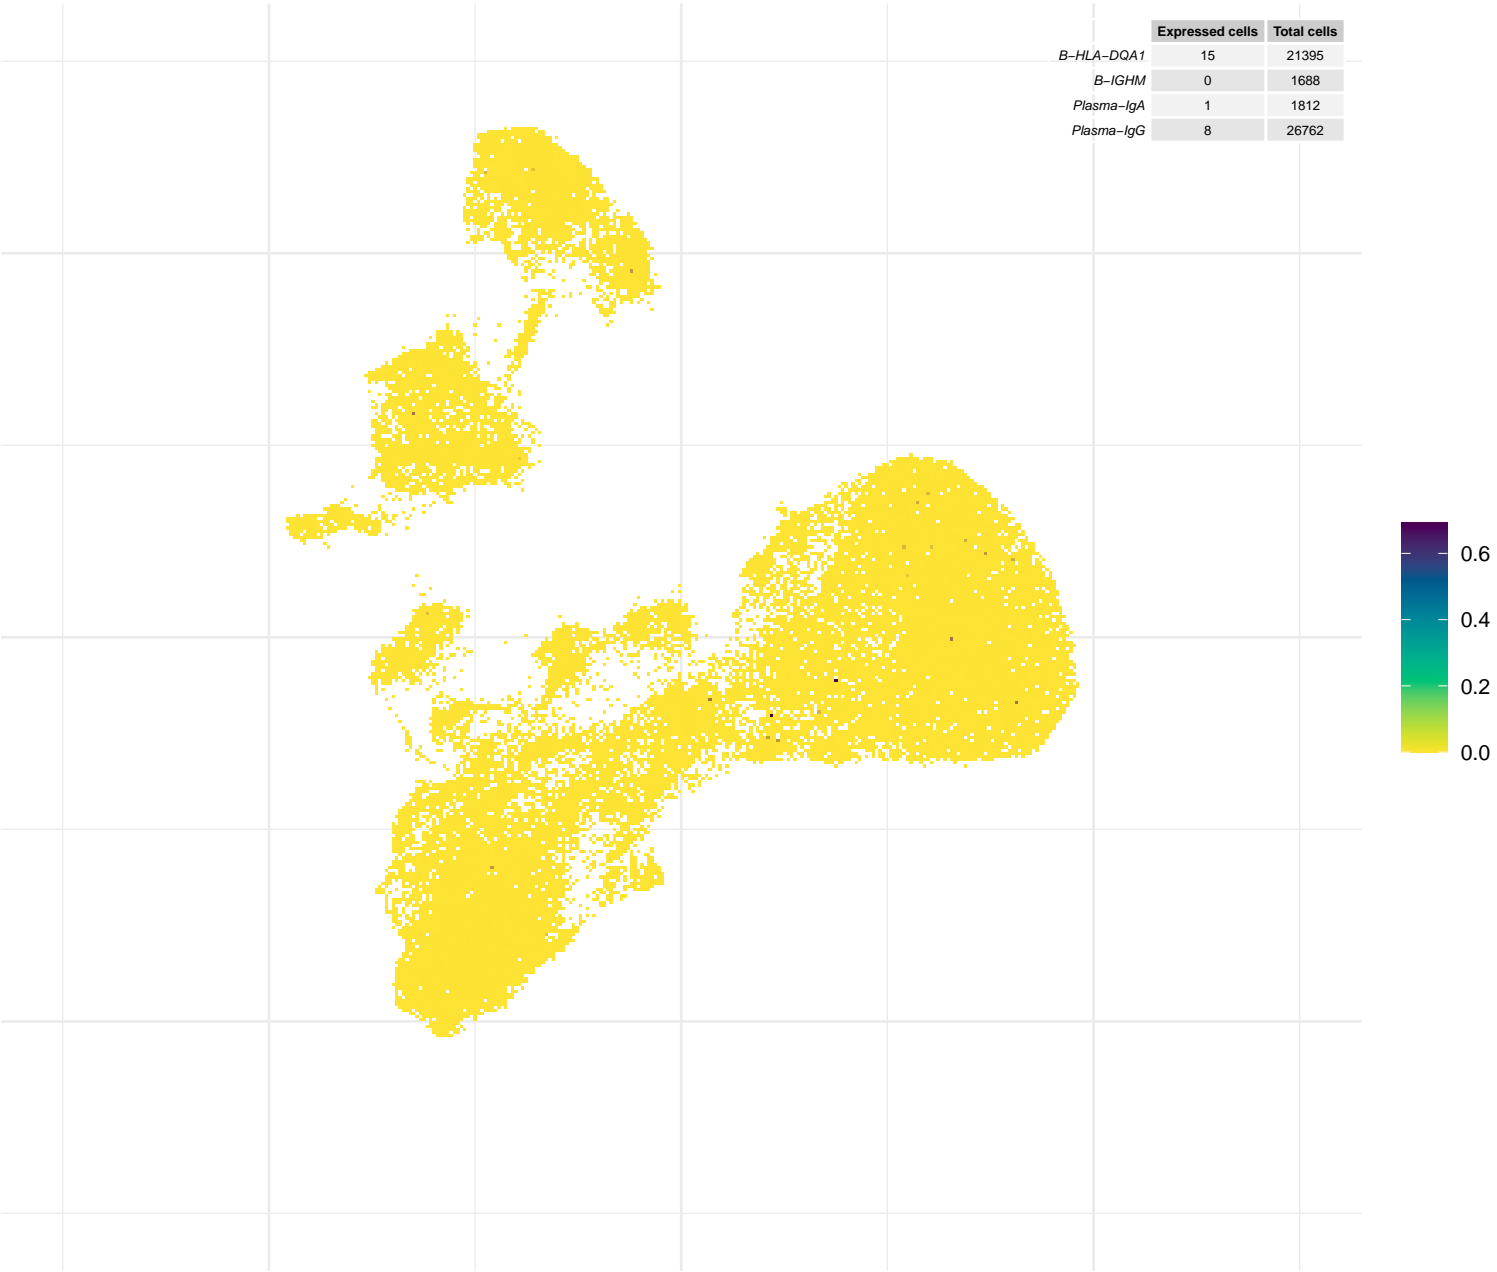 Expressed cells Total cells
B−HLA−DQA1 15 21395
B−IGHM 0 1688
Plasma−IgA 1 1812
Plasma−IgG 8 26762
0.6
0.4
0.2
0.0